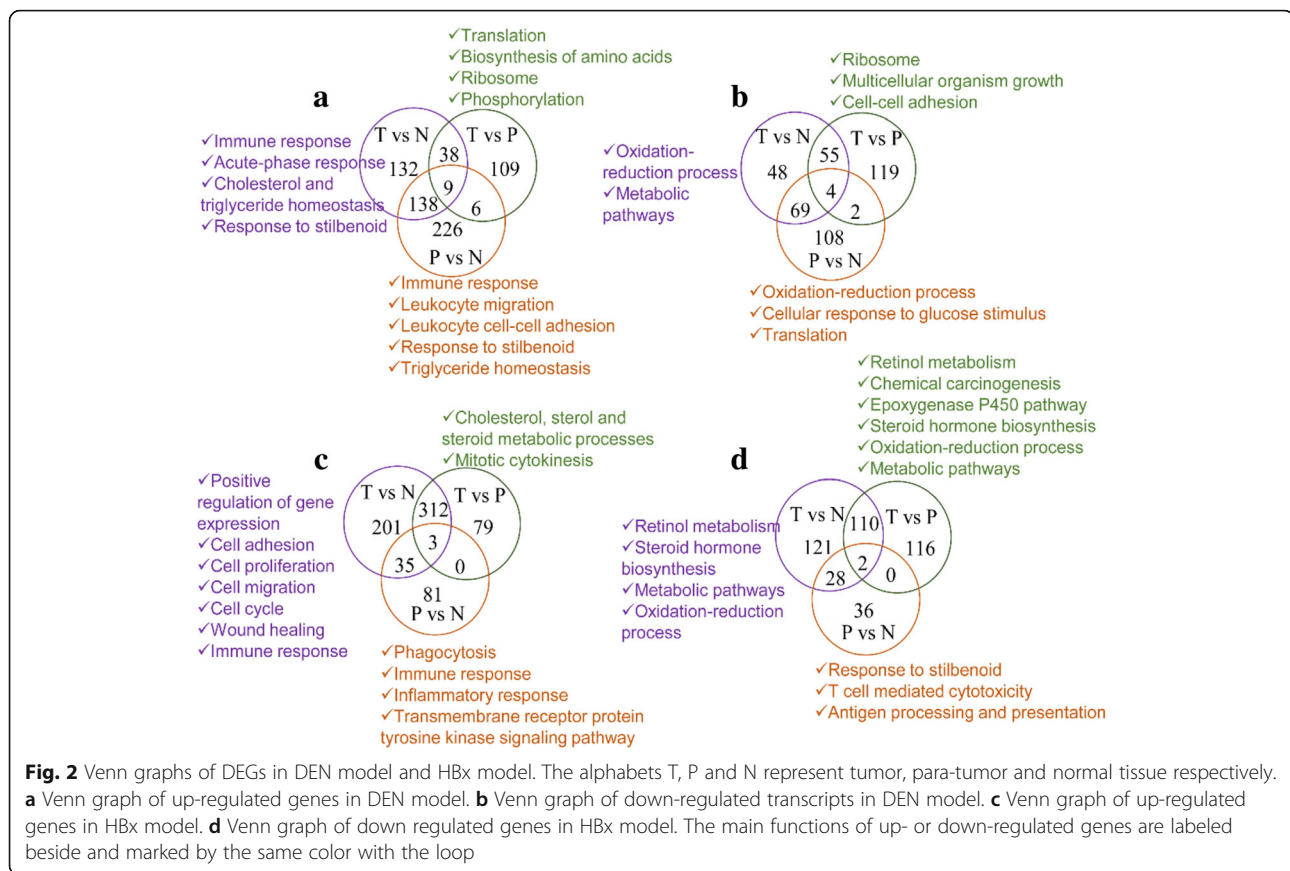 a
✓Translation
✓Biosynthesis of amino acids
✓Ribosome
✓Phosphorylation
✓Immune response
✓Acute-phase response
✓Cholesterol and
triglyceride homeostasis
✓Response to stilbenoid
T vs N
T vs P
38
132
109
9
138
6
226
P vs N
✓Immune response
✓Leukocyte migration
✓Leukocyte cell-cell adhesion
✓Response to stilbenoid
✓Triglyceride homeostasis
b
✓Ribosome
✓Multicellular organism growth
✓Cell-cell adhesion
✓Oxidation-
reduction process
✓Metabolic
pathways
T vs N
T vs P
55
48
119
4
69
2
108
P vs N
✓Oxidation-reduction process
✓Cellular response to glucose stimulus
✓Translation
c
✓Cholesterol, sterol and
steroid metabolic processes
✓Mitotic cytokinesis
✓Positive
regulation of gene
expression
✓Cell adhesion
✓Cell proliferation
✓Cell migration
✓Cell cycle
✓Wound healing
✓Immune response
T vs N
T vs P
312
201
79
3
35
0
81
P vs N
✓Phagocytosis
✓Immune response
✓Inflammatory response
✓Transmembrane receptor protein
tyrosine kinase signaling pathway
d
✓Retinol metabolism
✓Chemical carcinogenesis
✓Epoxygenase P450 pathway
✓Steroid hormone biosynthesis
✓Oxidation-reduction process
✓Metabolic pathways
✓Retinol metabolism
✓Steroid hormone
biosynthesis
✓Metabolic pathways
✓Oxidation-reduction
process
T vs N
T vs P
110
121
116
2
28
0
36
P vs N
✓Response to stilbenoid
✓T cell mediated cytotoxicity
✓Antigen processing and presentation
Fig. 2 Venn graphs of DEGs in DEN model and HBx model. The alphabets T, P and N represent tumor, para-tumor and normal tissue respectively.
a Venn graph of up-regulated genes in DEN model. b Venn graph of down-regulated transcripts in DEN model. c Venn graph of up-regulated
genes in HBx model. d Venn graph of down regulated genes in HBx model. The main functions of up- or down-regulated genes are labeled
beside and marked by the same color with the loop